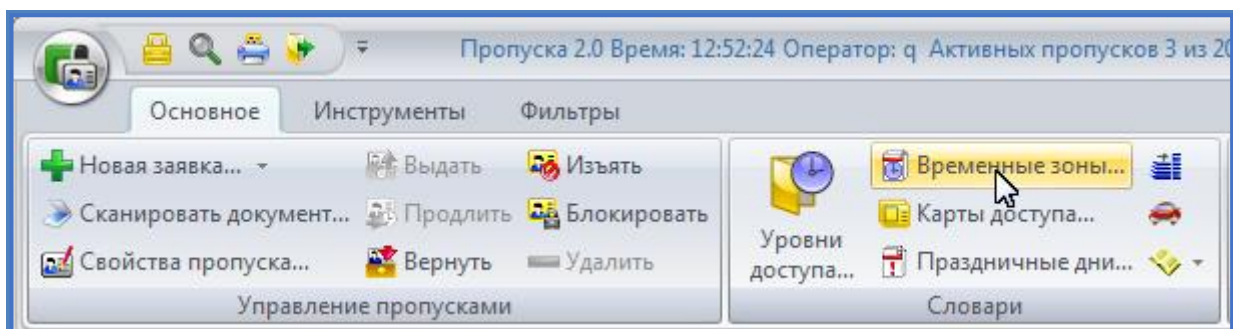 Пропуска 2.0 Время: 12:52:24 Оператор: q Активных пропусков 3 из 20
Основное Инструменты Фильтры
Новая заявка... Выдать Изъять
Сканировать документ... Продлить Блокировать
Свойства пропуска... Вернуть Удалить
Управление пропусками
Уровни
доступа...
Временные зоны...
Карты доступа...
Праздничные дни...
Словари